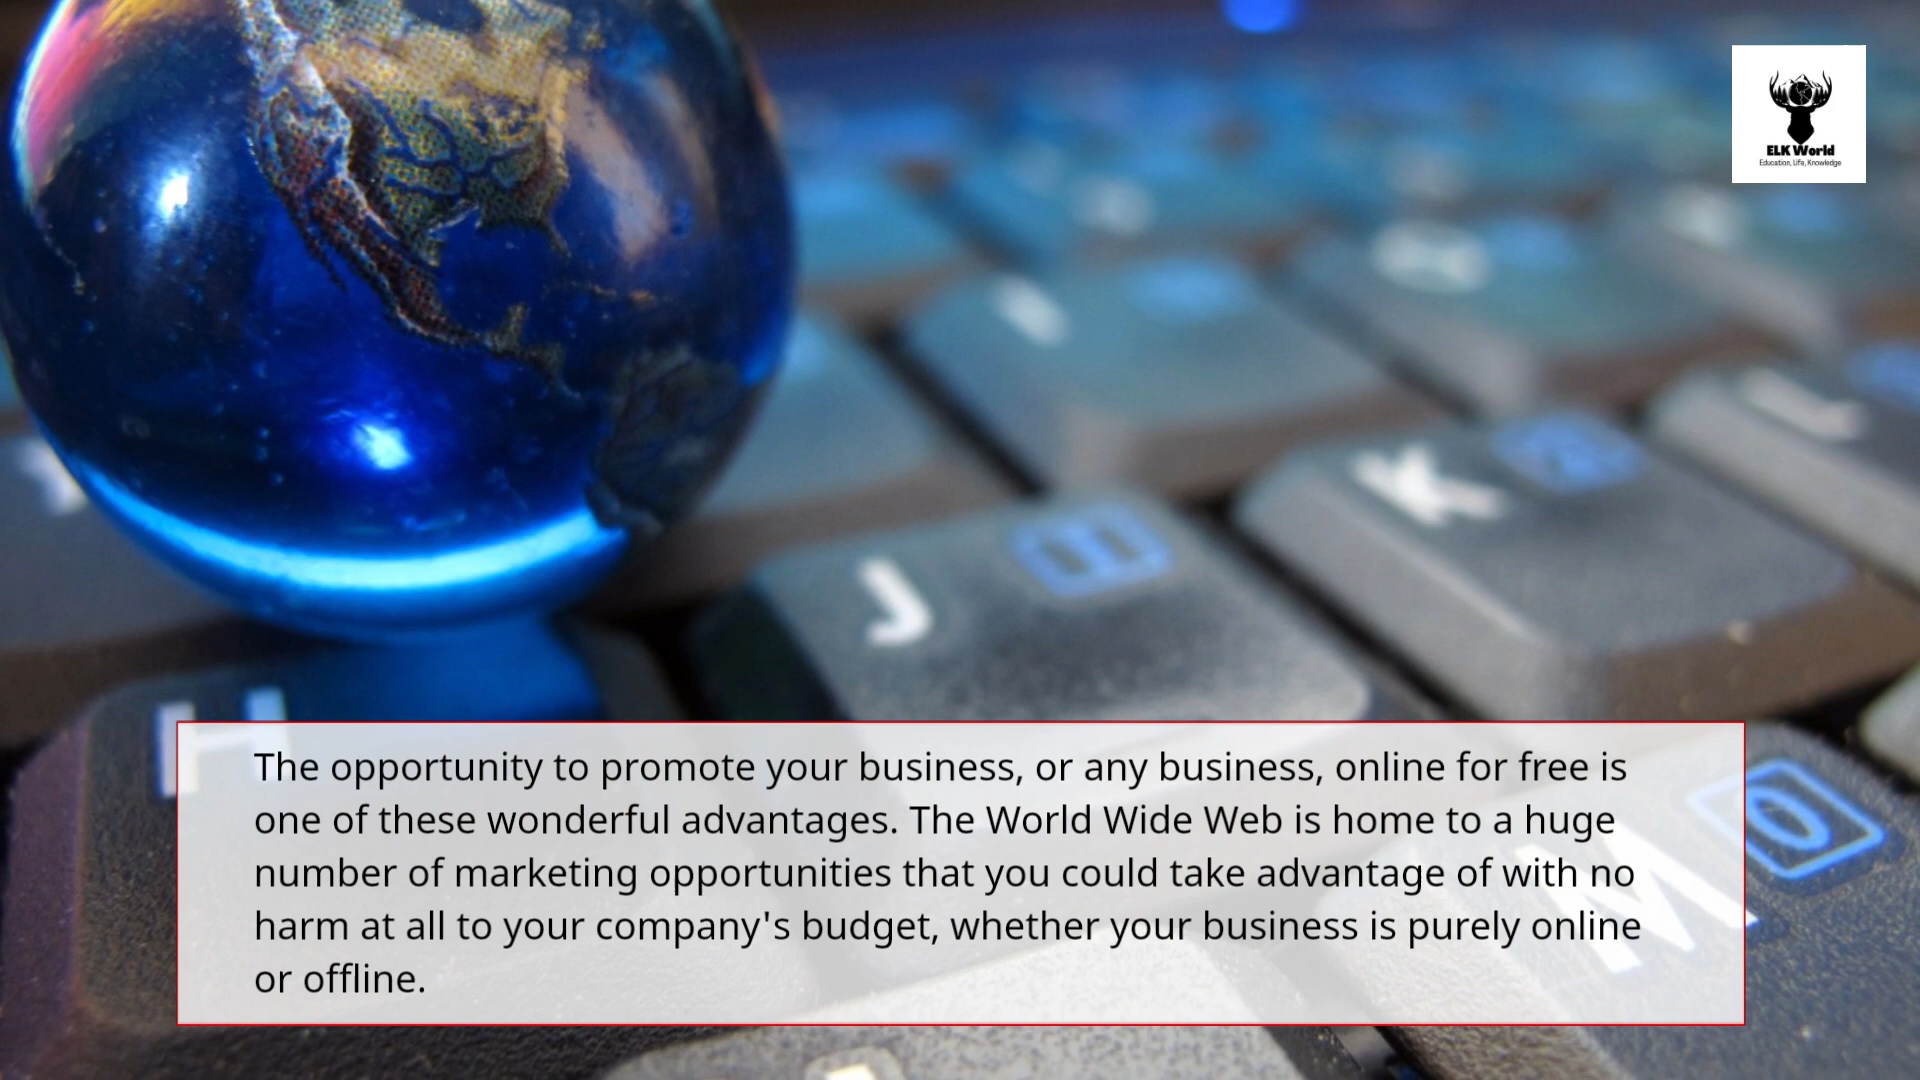 ELK World
Education, Life, Knowledge
J
K
H
M
0
The opportunity to promote your business, or any business, online for free is
one of these wonderful advantages. The World Wide Web is home to a huge
number of marketing opportunities that you could take advantage of with no
harm at all to your company's budget, whether your business is purely online
or offline.